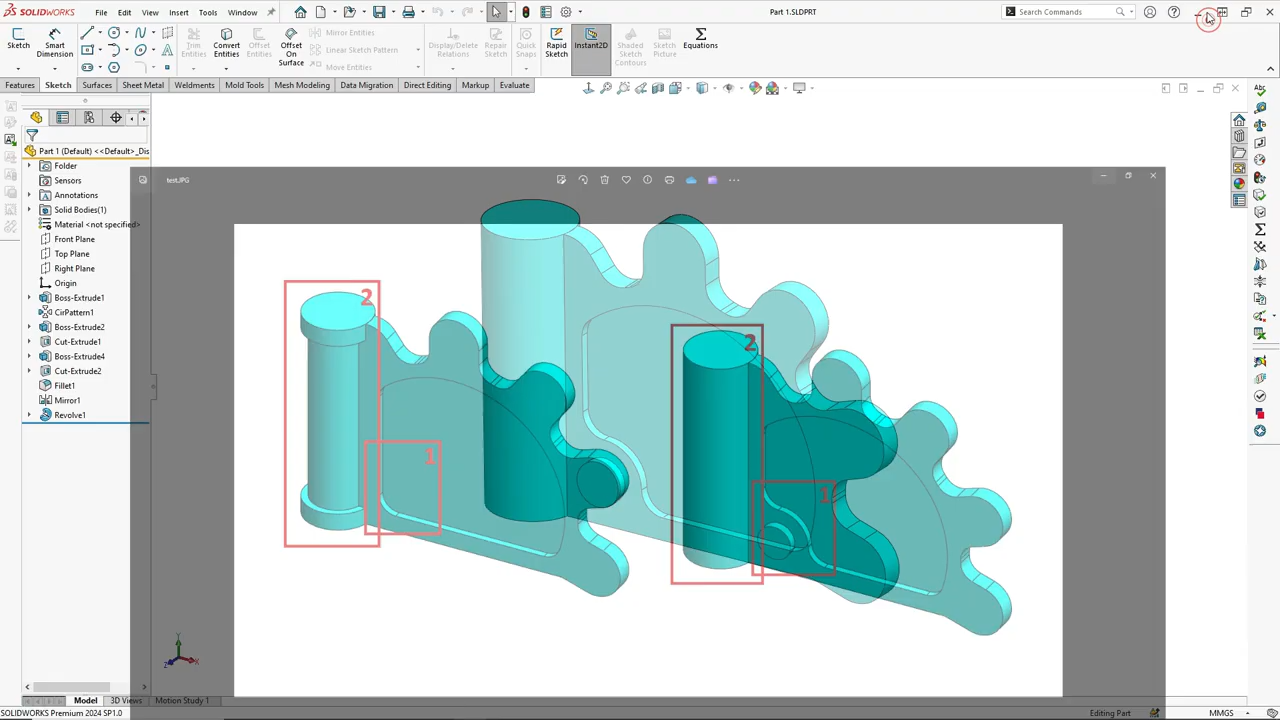 SOLIDWORKS File Edit View Insert Tools Window Part 1.SLDPRT Search Commands
Sketch Smart Dimension Trim Entities Convert Entities Offset Entities Offset On Surface Mirror Entities Linear Sketch Pattern Move Entities Display/Delete Relations Repair Sketch Quick Snaps Rapid Sketch Instant2D Shaded Sketch Contours Sketch Picture Equations
Features Sketch Surfaces Sheet Metal Weldments Mold Tools Mesh Modeling Data Migration Direct Editing Markup Evaluate
Part 1 (Default) <<Default>_Dis
Folder
Sensors
Annotations
Solid Bodies(1)
Material <not specified>
Front Plane
Top Plane
Right Plane
Origin
Boss-Extrude1
CirPattern1
Boss-Extrude2
Cut-Extrude1
Boss-Extrude4
Cut-Extrude2
Fillet1
Mirror1
Revolve1
test.JPG
2
1
2
1
Y
Z X
Model 3D Views Motion Study 1
SOLIDWORKS Premium 2024 SP1.0 Editing Part MMGS